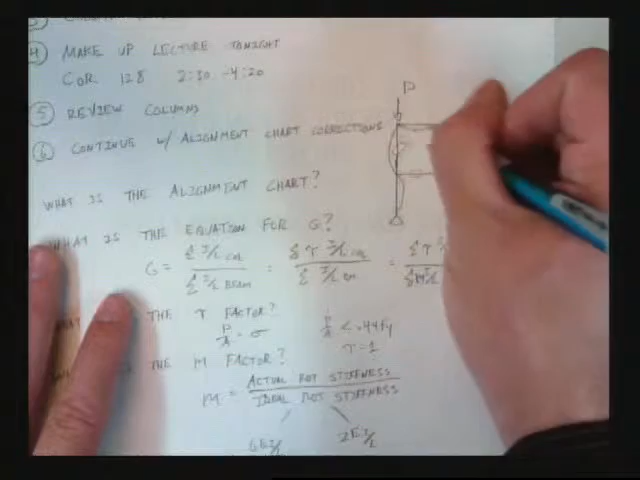 ④ MAKE UP LECTURE TONIGHT
COR. 128 2:30 - 4:20
⑤ REVIEW COLUMNS
⑥ CONTINUE W/ ALIGNMENT CHART CORRECTIONS
P
WHAT IS THE ALIGNMENT CHART?
WHAT IS THE EQUATION FOR G?
G = Σ I/L COL / Σ I/L BEAM = Σ τ I/L COL / Σ I/L BM = Σ τ I/L
THE τ FACTOR?
P/A = σ P/A < .44Fy
τ = 1
THE M FACTOR?
M = ACTUAL ROT STIFFNESS / IDEAL ROT STIFFNESS
6EI/L 2EI/L